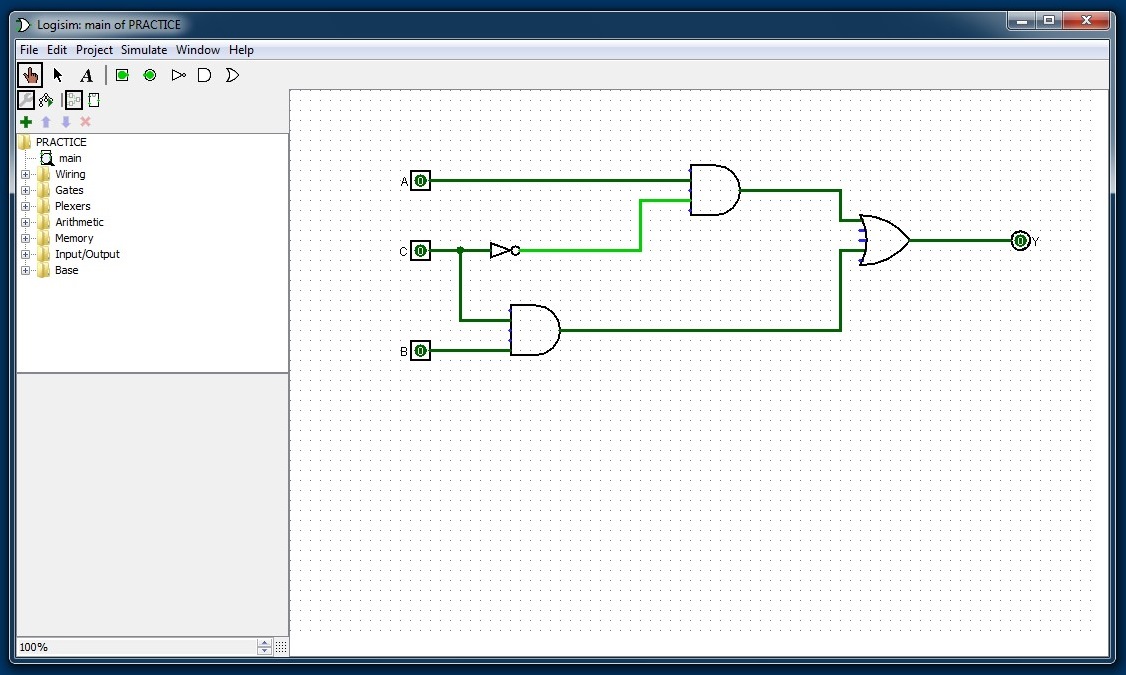 Logisim: main of PRACTICE
File Edit Project Simulate Window Help
A
PRACTICE
main
Wiring
Gates
Plexers
Arithmetic
Memory
Input/Output
Base
A 0
C 0
B 0
0 Y
100%